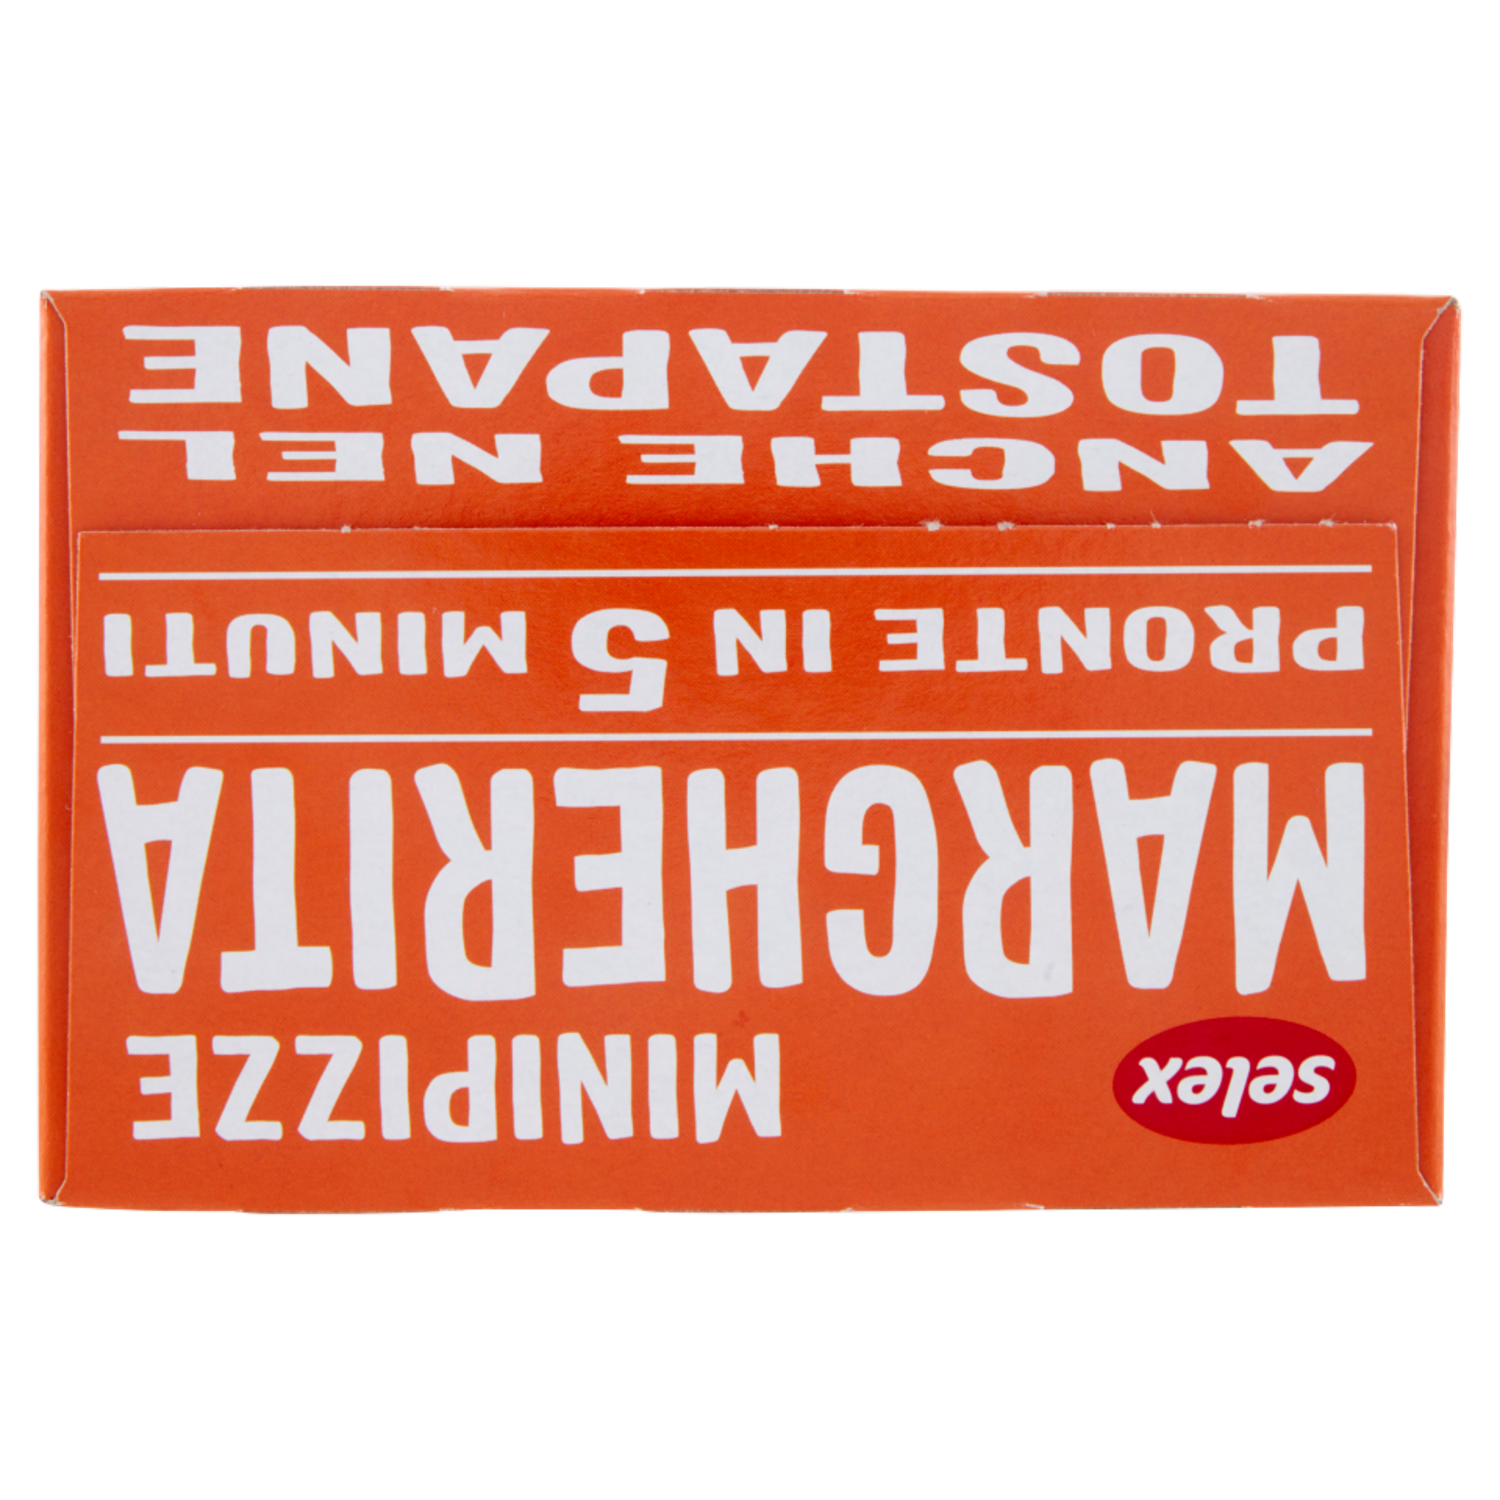 selex
MINIPIZZE
MARGHERITA
PRONTE IN 5 MINUTI
ANCHE NEL
TOSTAPANE